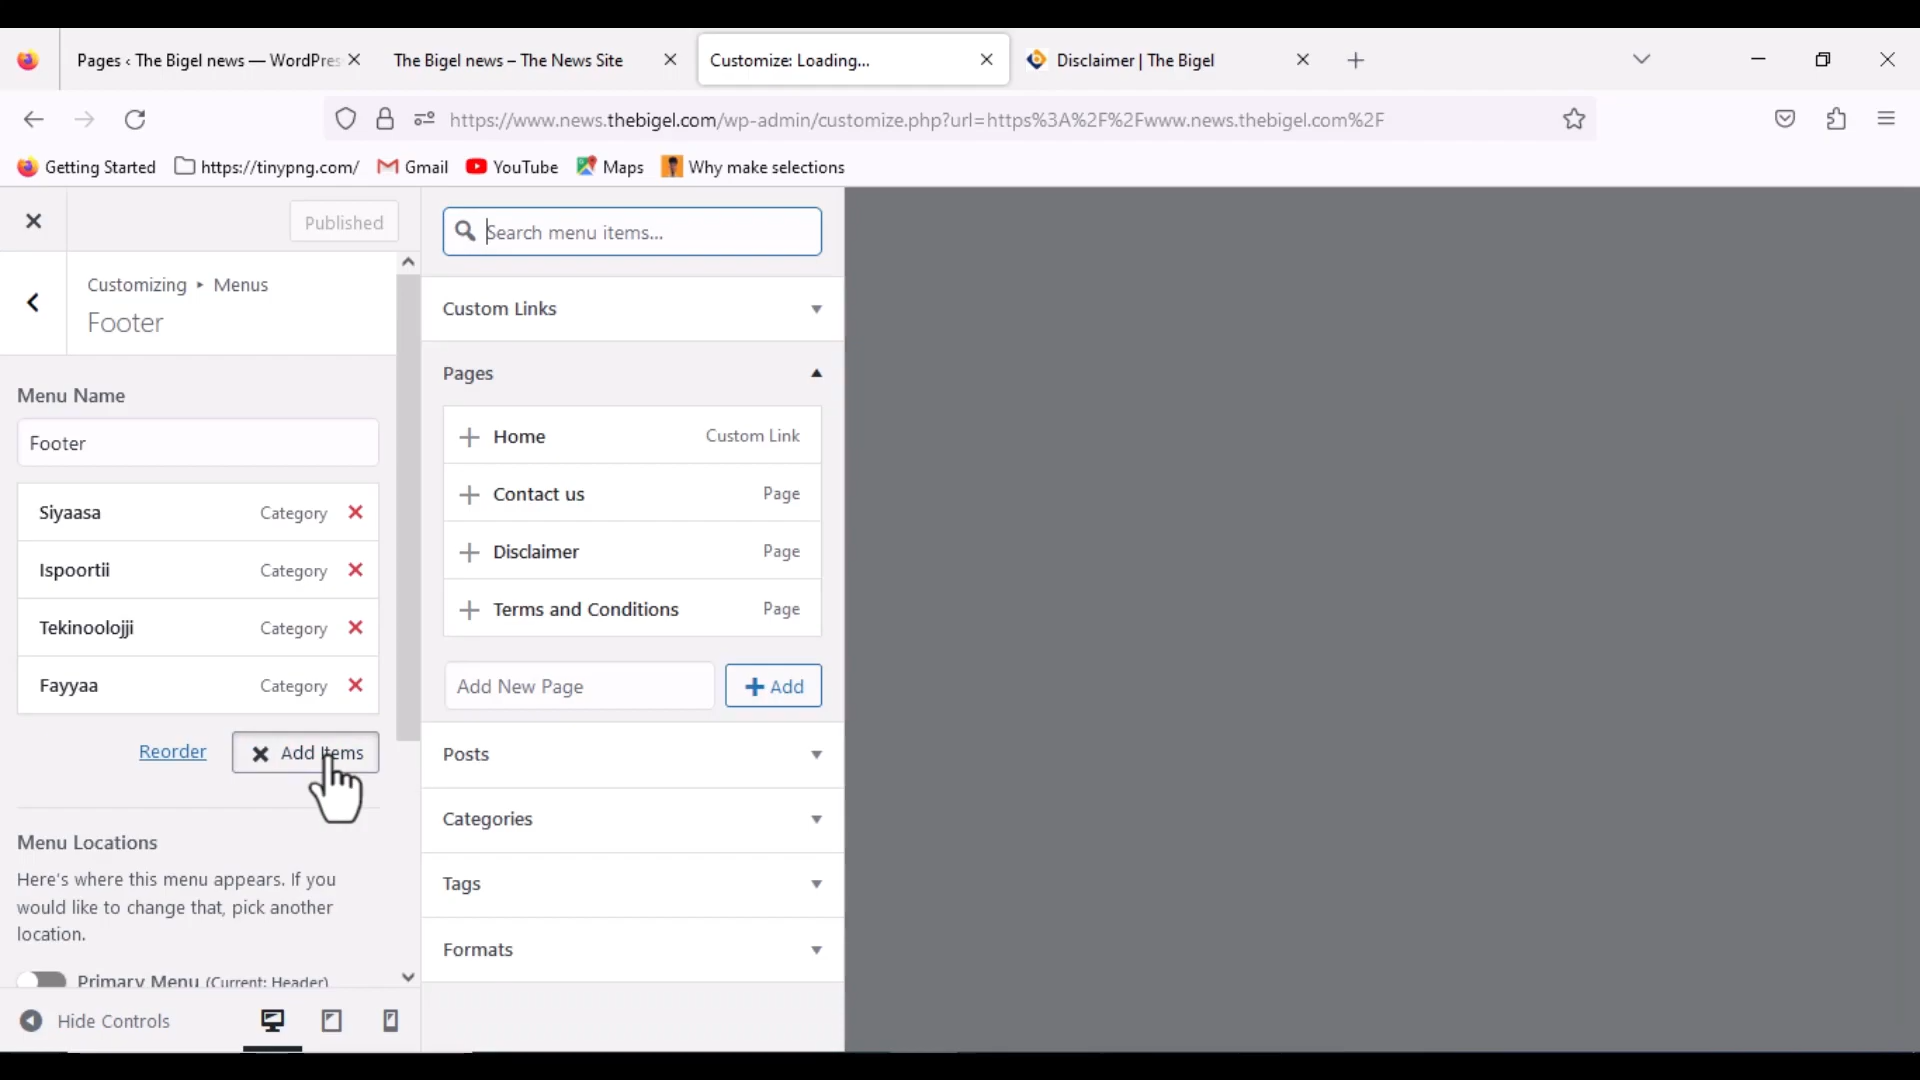 Pages ‹ The Bigel news — WordPres
The Bigel news – The News Site
Customize: Loading...
Disclaimer | The Bigel
https://www.news.thebigel.com/wp-admin/customize.php?url=https%3A%2F%2Fwww.news.thebigel.com%2F
Getting Started
https://tinypng.com/
Gmail
YouTube
Maps
Why make selections
Published
Search menu items...
Customizing ▸ Menus
Footer
Custom Links
Pages
Menu Name
Footer
Home Custom Link
Contact us Page
Disclaimer Page
Terms and Conditions Page
Siyaasa Category
Ispoortii Category
Tekinoolojji Category
Fayyaa Category
Add New Page
Add
Reorder
Add Items
Posts
Categories
Tags
Formats
Menu Locations
Here's where this menu appears. If you
would like to change that, pick another
location.
Primary Menu (Current: Header)
Hide Controls